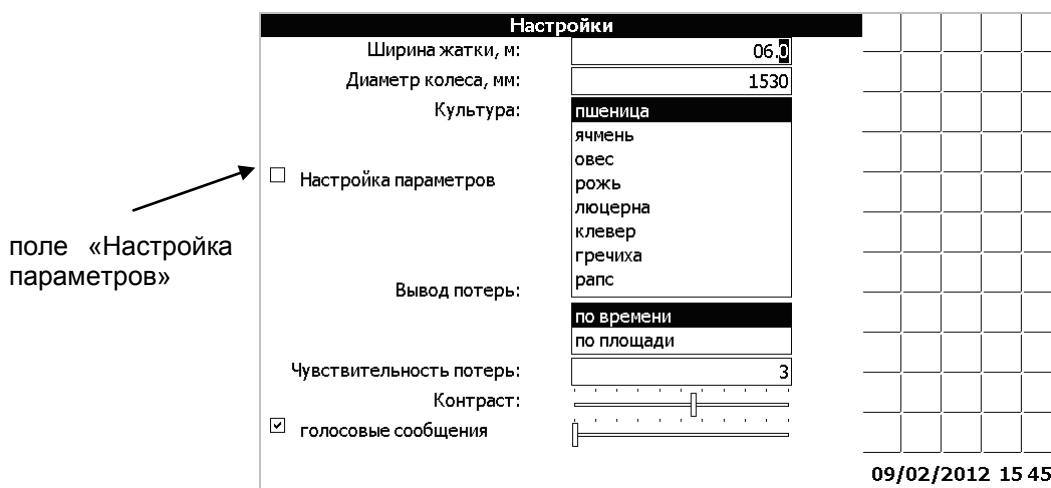 Настройки
Ширина жатки, м: 06.0
Диаметр колеса, мм: 1530
Культура: пшеница
ячмень
овес
Настройка параметров рожь
люцерна
клевер
поле «Настройка
параметров»
гречиха
рапс
Вывод потерь:
по времени
по площади
Чувствительность потерь: 3
Контраст:
голосовые сообщения
09/02/2012 15 45